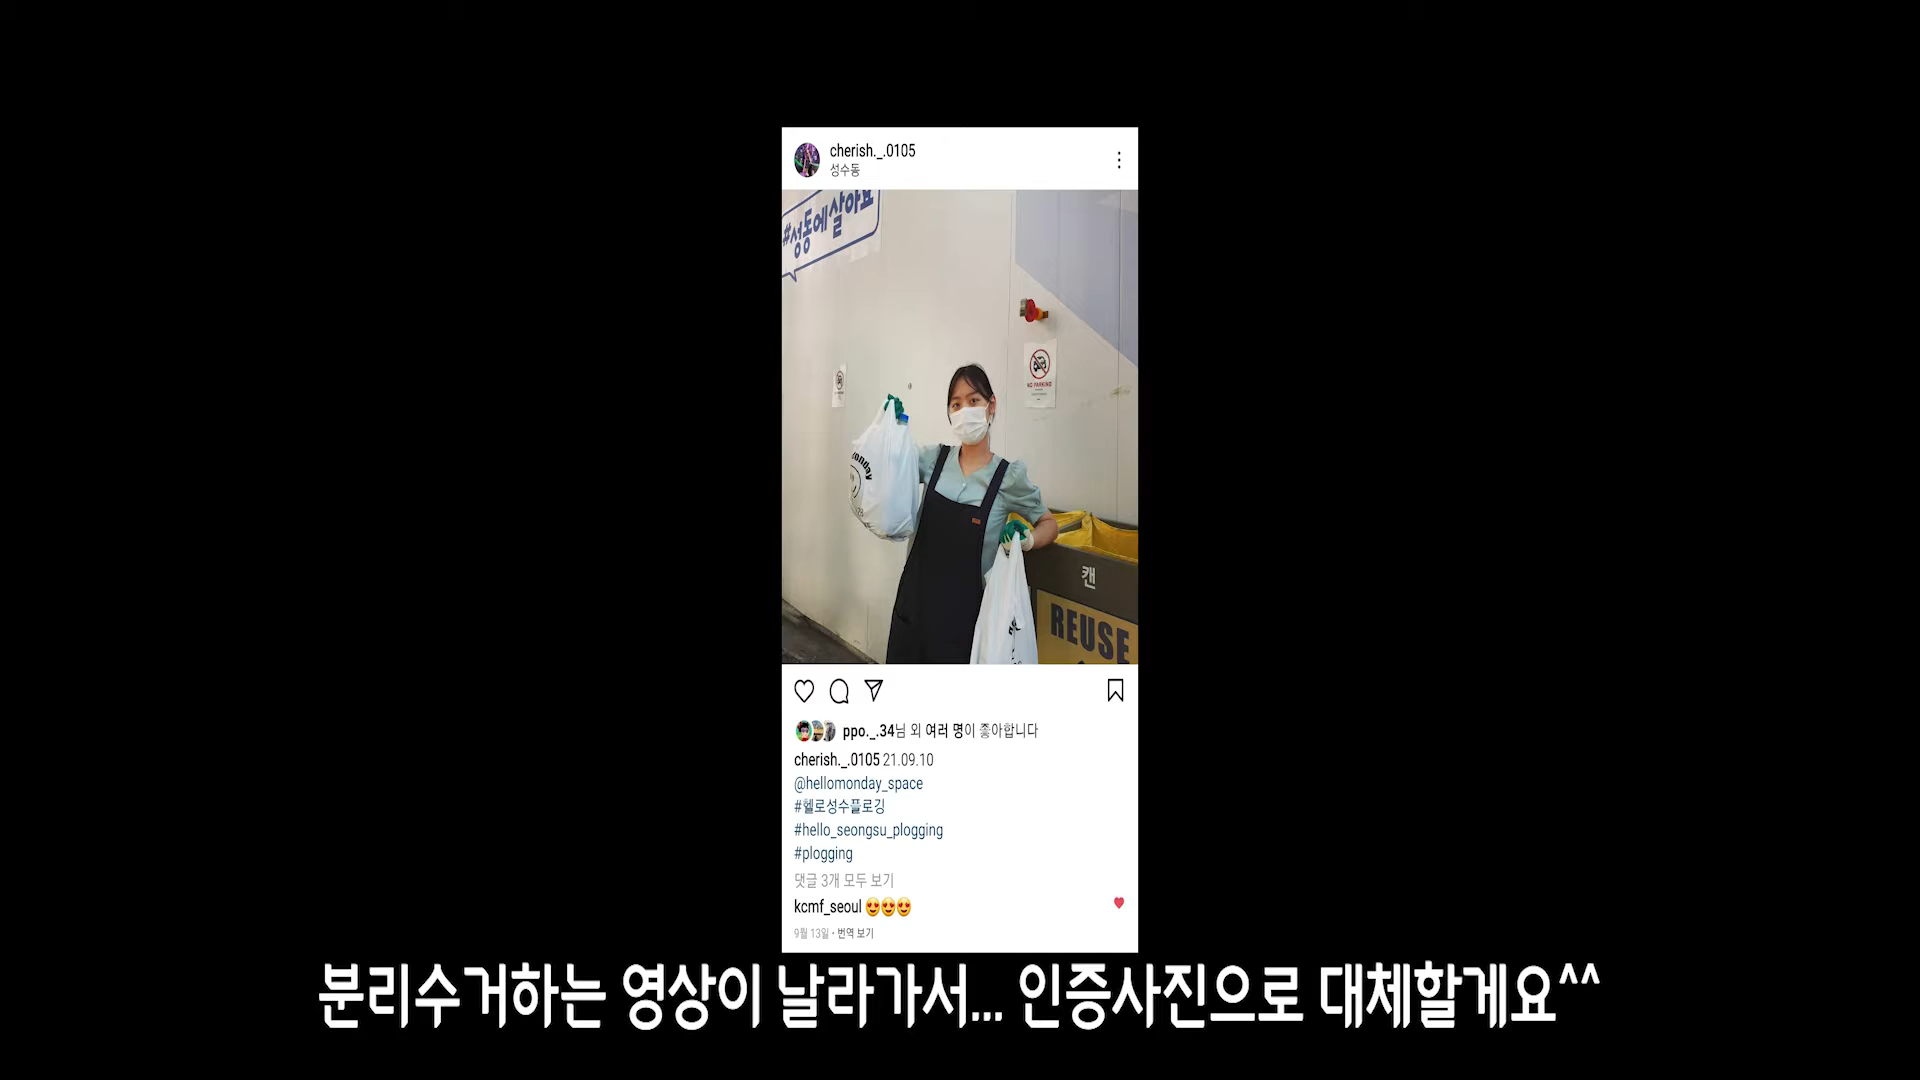 cherish._.0105
성수동
#성동에살아요
NO PARKING
onday
캔
REUSE
ppo._.34님 외 여러 명이 좋아합니다
cherish._.0105 21.09.10
@hellomonday_space
#헬로성수플로깅
#hello_seongsu_plogging
#plogging
댓글 3개 모두 보기
kcmf_seoul 😍😍😍
9월 13일 • 번역 보기
분리수거하는 영상이 날라가서... 인증사진으로 대체할게요^^